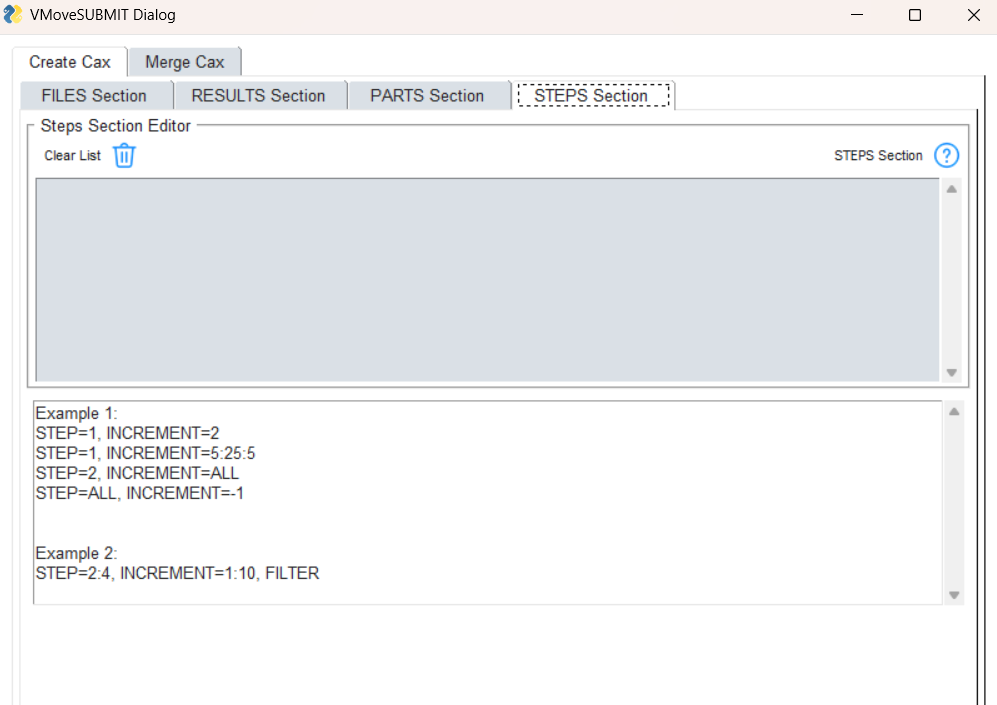 VMoveSUBMIT Dialog
Create Cax Merge Cax
FILES Section RESULTS Section PARTS Section STEPS Section
Steps Section Editor
Clear List STEPS Section ?
Example 1:
STEP=1, INCREMENT=2
STEP=1, INCREMENT=5:25:5
STEP=2, INCREMENT=ALL
STEP=ALL, INCREMENT=-1
Example 2:
STEP=2:4, INCREMENT=1:10, FILTER